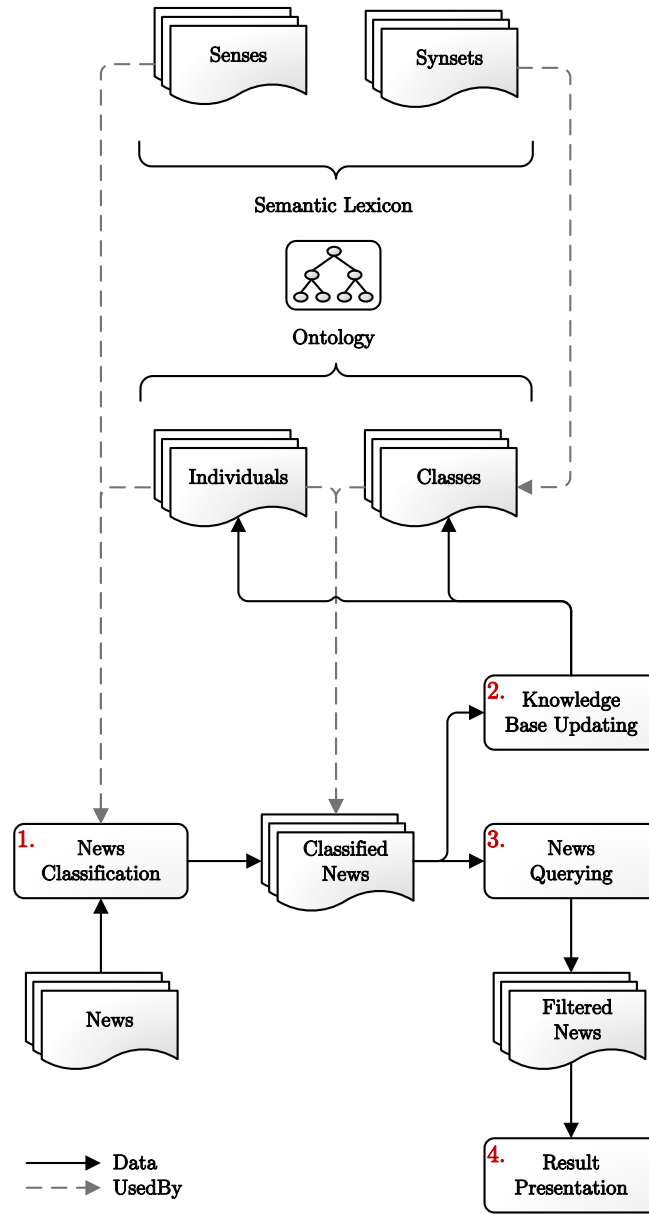 Senses
Synsets
Semantic Lexicon
Ontology
Individuals
Classes
2.
Knowledge
Base Updating
1.
News
Classification
Classified
News
3.
News
Querying
News
Filtered
News
4.
Result
Presentation
Data
UsedBy